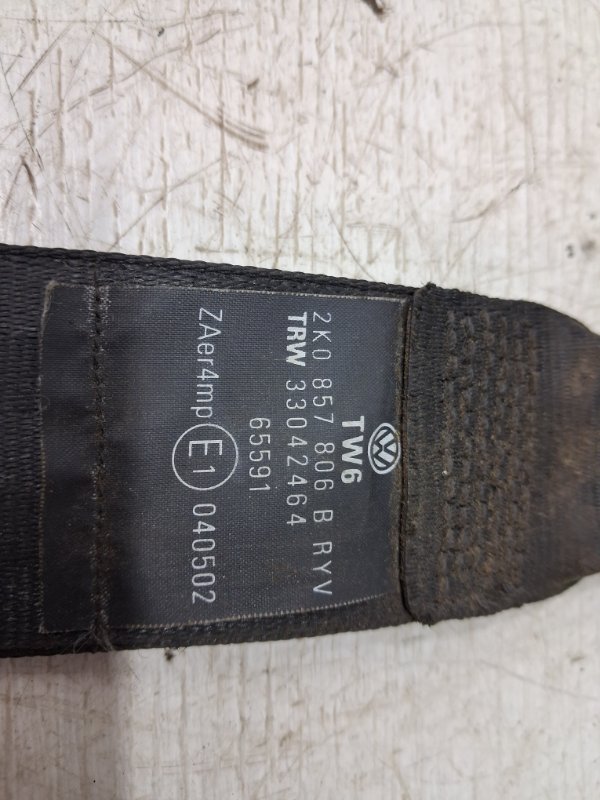 TW6
2K0 857 806 B RYV
TRW 33042464
65591
ZAer4mp E1 040502